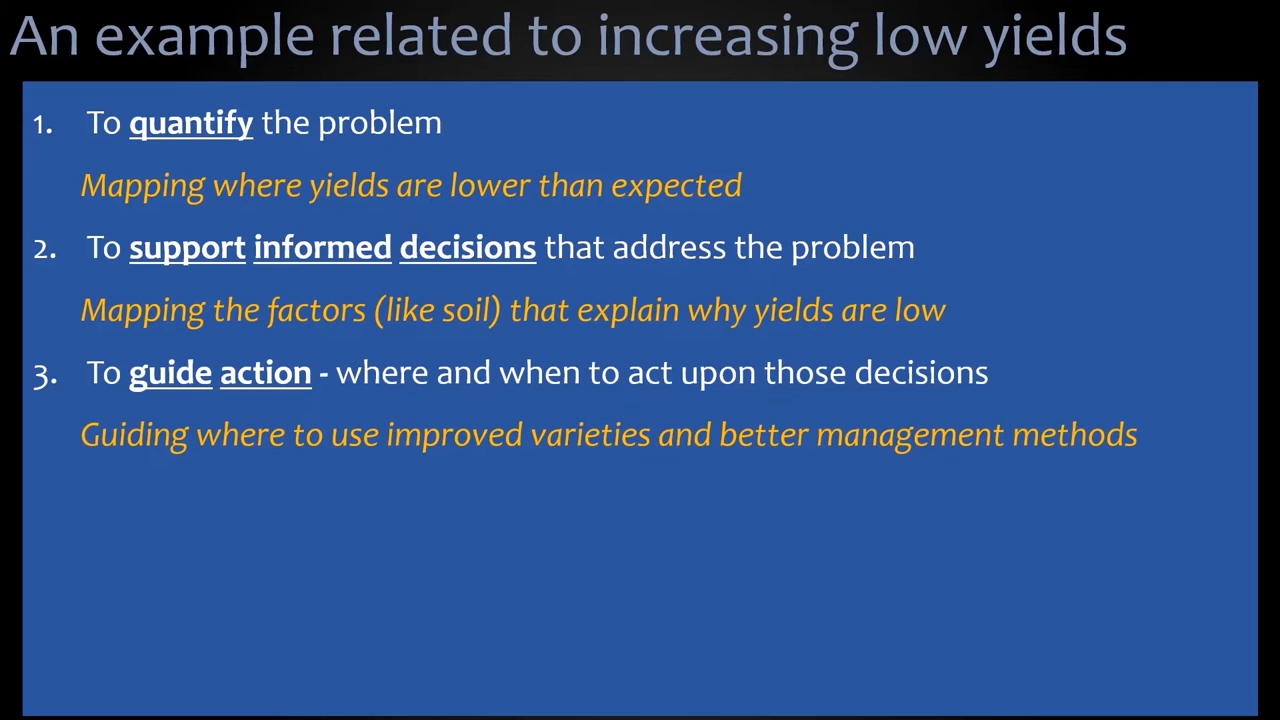 An example related to increasing low yields
1. To quantify the problem
Mapping where yields are lower than expected
2. To support informed decisions that address the problem
Mapping the factors (like soil) that explain why yields are low
3. To guide action - where and when to act upon those decisions
Guiding where to use improved varieties and better management methods